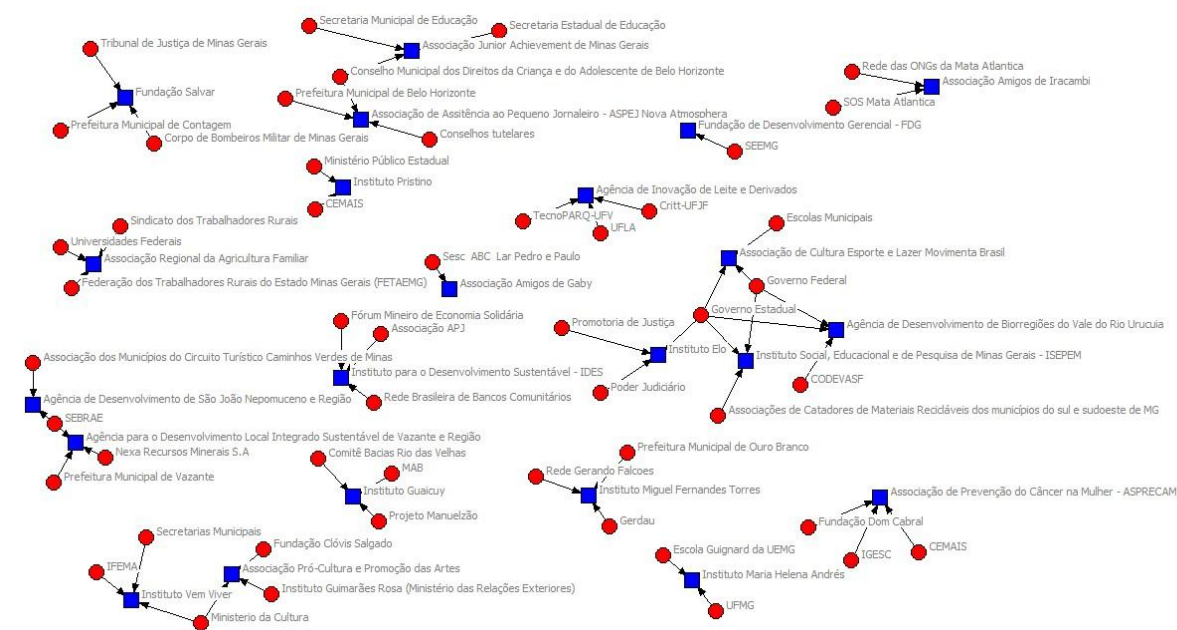 Secretaria Municipal de Educação
Secretaria Estadual de Educação
Tribunal de Justiça de Minas Gerais
Associação Junior Achievement de Minas Gerais
Rede das ONGs da Mata Atlantica
Conselho Municipal dos Direitos da Criança e do Adolescente de Belo Horizonte
Associação Amigos de Iracambi
Fundação Salvar
Prefeitura Municipal de Belo Horizonte
SOS Mata Atlantica
Associação de Assitência ao Pequeno Jornaleiro - ASPEJ Nova Atmosphera
Prefeitura Municipal de Contagem
Fundação de Desenvolvimento Gerencial - FDG
Corpo de Bombeiros Militar de Minas Gerais
Conselhos tutelares
SEEMG
Ministério Público Estadual
Instituto Pristino
Agência de Inovação de Leite e Derivados
CEMAIS
Critt-UFJF
TecnoPARQ-UFV
Sindicato dos Trabalhadores Rurais
Escolas Municipais
UFLA
Universidades Federais
Associação de Cultura Esporte e Lazer Movimenta Brasil
Associação Regional da Agricultura Familiar
Sesc ABC Lar Pedro e Paulo
Governo Federal
Federação dos Trabalhadores Rurais do Estado Minas Gerais (FETAEMG)
Associação Amigos de Gaby
Governo Estadual
Fórum Mineiro de Economia Solidária
Promotoria de Justiça
Agência de Desenvolvimento de Biorregiões do Vale do Rio Urucuia
Associação APJ
Instituto Elo
Associação dos Municípios do Circuito Turístico Caminhos Verdes de Minas
Instituto Social, Educacional e de Pesquisa de Minas Gerais - ISEPEM
Instituto para o Desenvolvimento Sustentável - IDES
CODEVASF
Poder Judiciário
Agência de Desenvolvimento de São João Nepomuceno e Região
Rede Brasileira de Bancos Comunitários
Associações de Catadores de Materiais Recicláveis dos municípios do sul e sudoeste de MG
SEBRAE
Agência para o Desenvolvimento Local Integrado Sustentável de Vazante e Região
Nexa Recursos Minerais S.A
Comitê Bacias Rio das Velhas
Prefeitura Municipal de Ouro Branco
MAB
Rede Gerando Falcoes
Prefeitura Municipal de Vazante
Instituto Guaicuy
Instituto Miguel Fernandes Torres
Associação de Prevenção do Câncer na Mulher - ASPRECAM
Projeto Manuelzão
Gerdau
Fundação Dom Cabral
Secretarias Municipais
Fundação Clóvis Salgado
Escola Guignard da UEMG
IGESC
CEMAIS
IFEMA
Associação Pró-Cultura e Promoção das Artes
Instituto Maria Helena Andrés
Instituto Vem Viver
Instituto Guimarães Rosa (Ministério das Relações Exteriores)
UFMG
Ministerio da Cultura